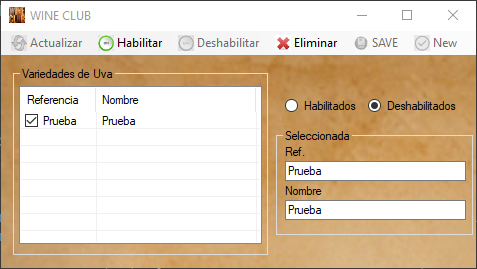 WINE CLUB
Actualizar Habilitar Deshabilitar Eliminar SAVE New
Variedades de Uva
Referencia Nombre
Prueba Prueba
Habilitados Deshabilitados
Seleccionada
Ref.
Prueba
Nombre
Prueba